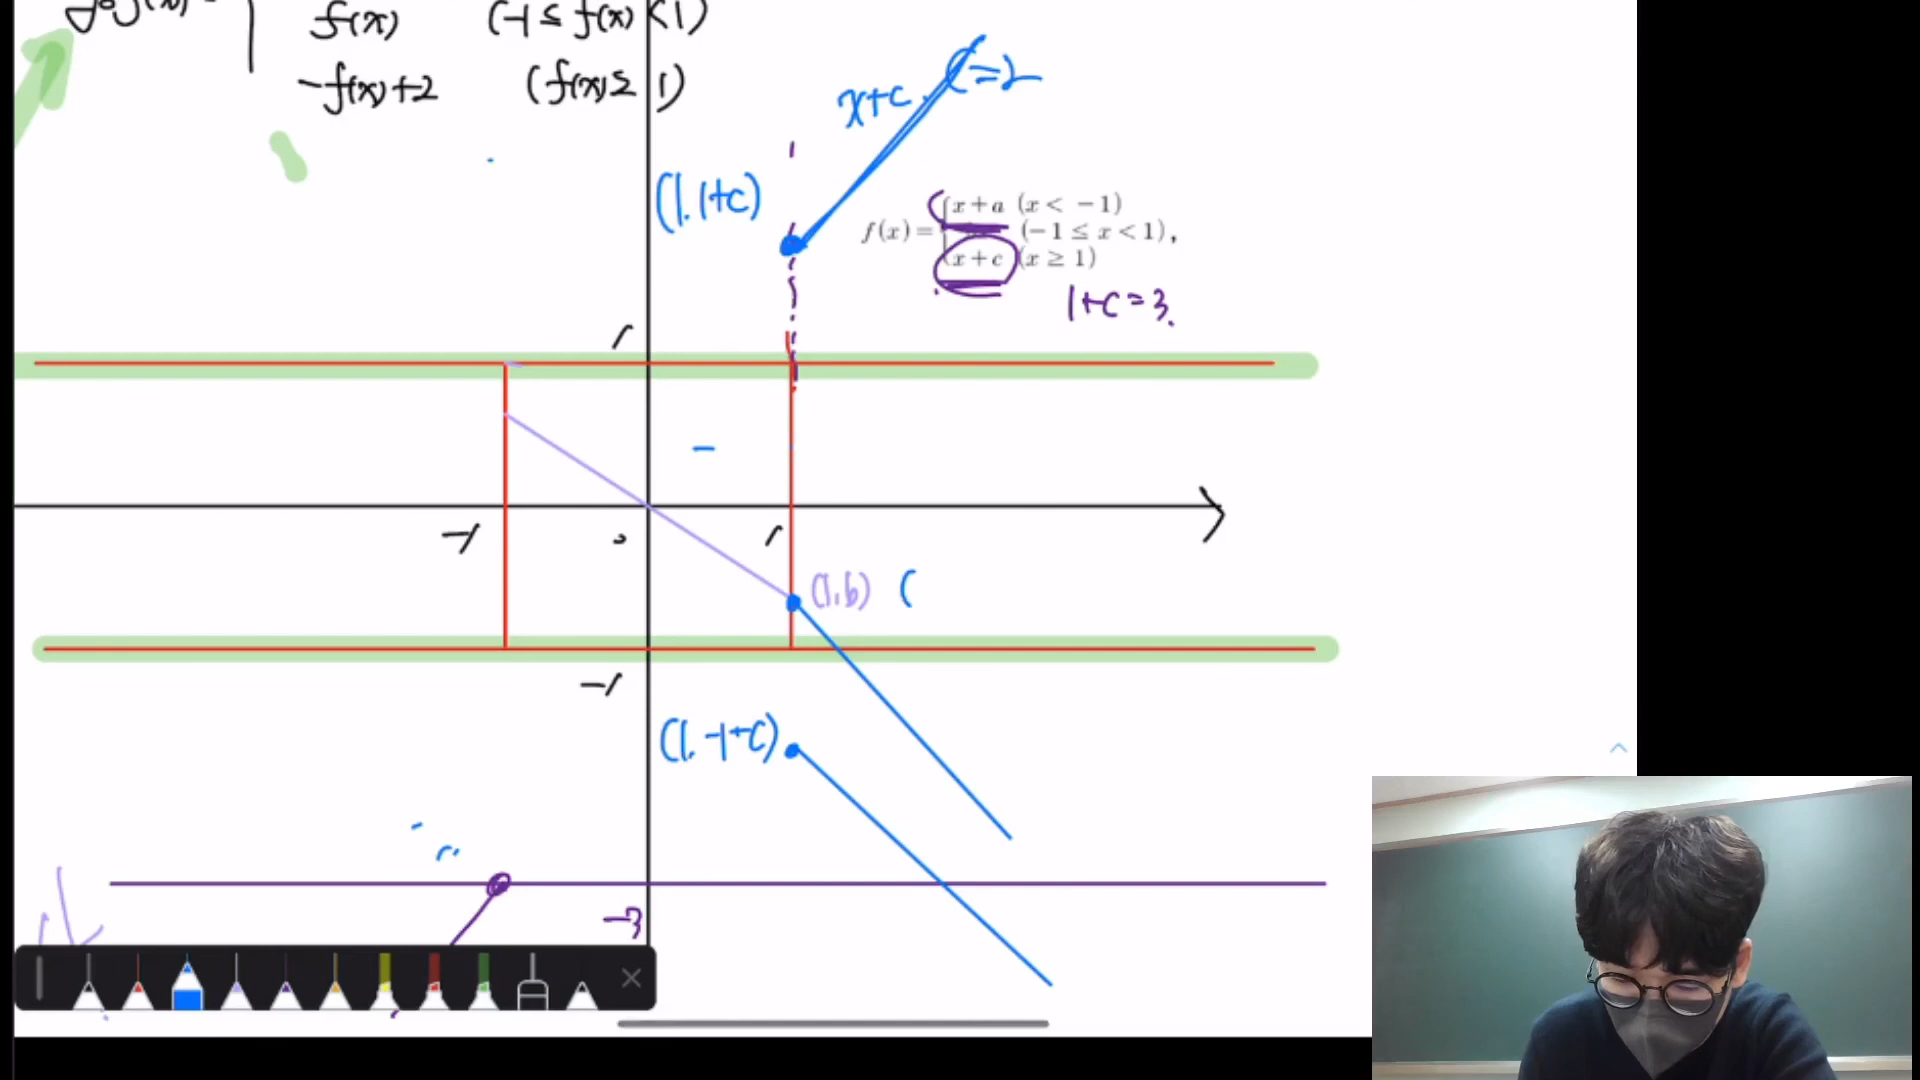 f(x) (-1 ≤ f(x) < 1)
-f(x)+2 (f(x) ≥ 1)
x+c. c=2
(1, 1+c)
f(x) = { x+a (x < -1)
(-1 ≤ x < 1),
x+c (x ≥ 1)
1+c=3.
1
-1 0 1
(1, b) (
-1
(1, -1+c)
-3